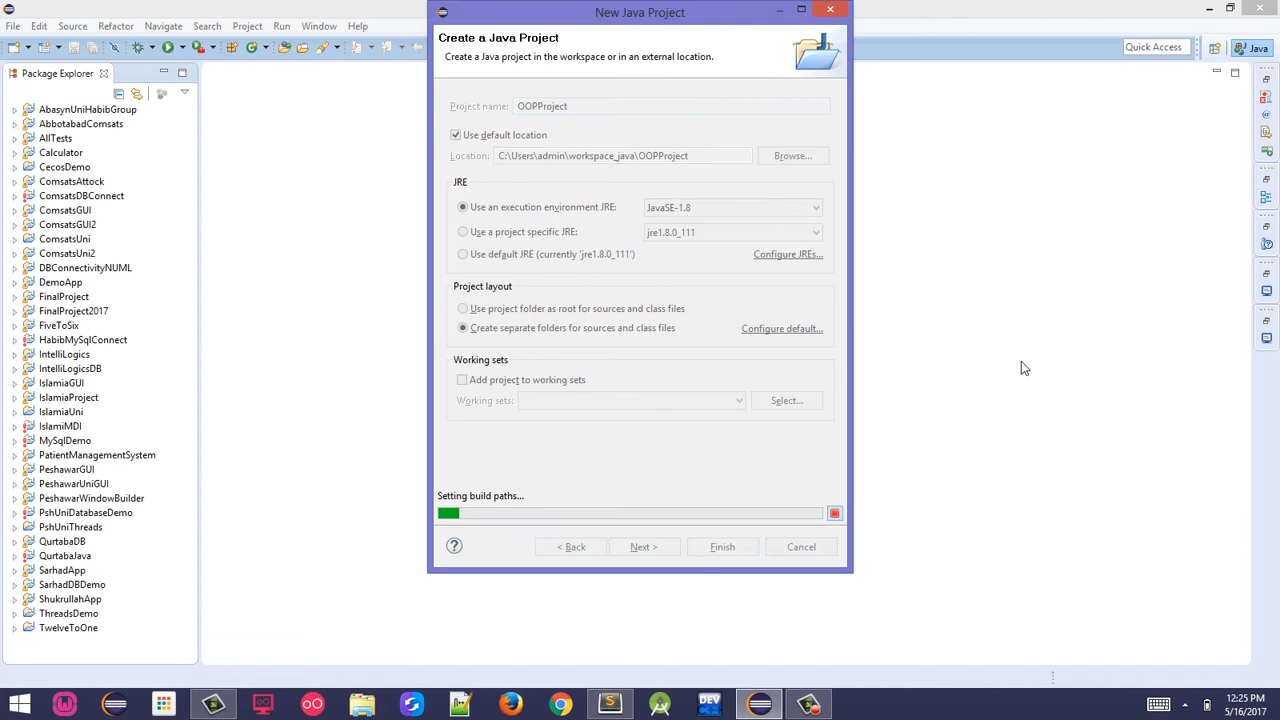 New Java Project
File Edit Source Refactor Navigate Search Project Run Window Help
Create a Java Project
Create a Java project in the workspace or in an external location.
Quick Access Java
Package Explorer
AbasynUniHabibGroup
AbbotabadComsats
AllTests
Calculator
CecosDemo
ComsatsAttock
ComsatsDBConnect
ComsatsGUI
ComsatsGUI2
ComsatsUni
ComsatsUni2
DBConnectivityNUML
DemoApp
FinalProject
FinalProject2017
FiveToSix
HabibMySqlConnect
IntelliLogics
IntelliLogicsDB
IslamiaGUI
IslamiaProject
IslamiaUni
IslamiMDI
MySqlDemo
PatientManagementSystem
PeshawarGUI
PeshawarUniGUI
PeshawarWindowBuilder
PshUniDatabaseDemo
PshUniThreads
QurtabaDB
QurtabaJava
SarhadApp
SarhadDBDemo
ShukrullahApp
ThreadsDemo
TwelveToOne
Project name: OOPProject
Use default location
Location: C:\Users\admin\workspace_java\OOPProject Browse...
JRE
Use an execution environment JRE: JavaSE-1.8
Use a project specific JRE: jre1.8.0_111
Use default JRE (currently 'jre1.8.0_111') Configure JREs...
Project layout
Use project folder as root for sources and class files
Create separate folders for sources and class files Configure default...
Working sets
Add project to working sets
Working sets: Select...
Setting build paths...
< Back Next > Finish Cancel
DEV
12:25 PM
5/16/2017